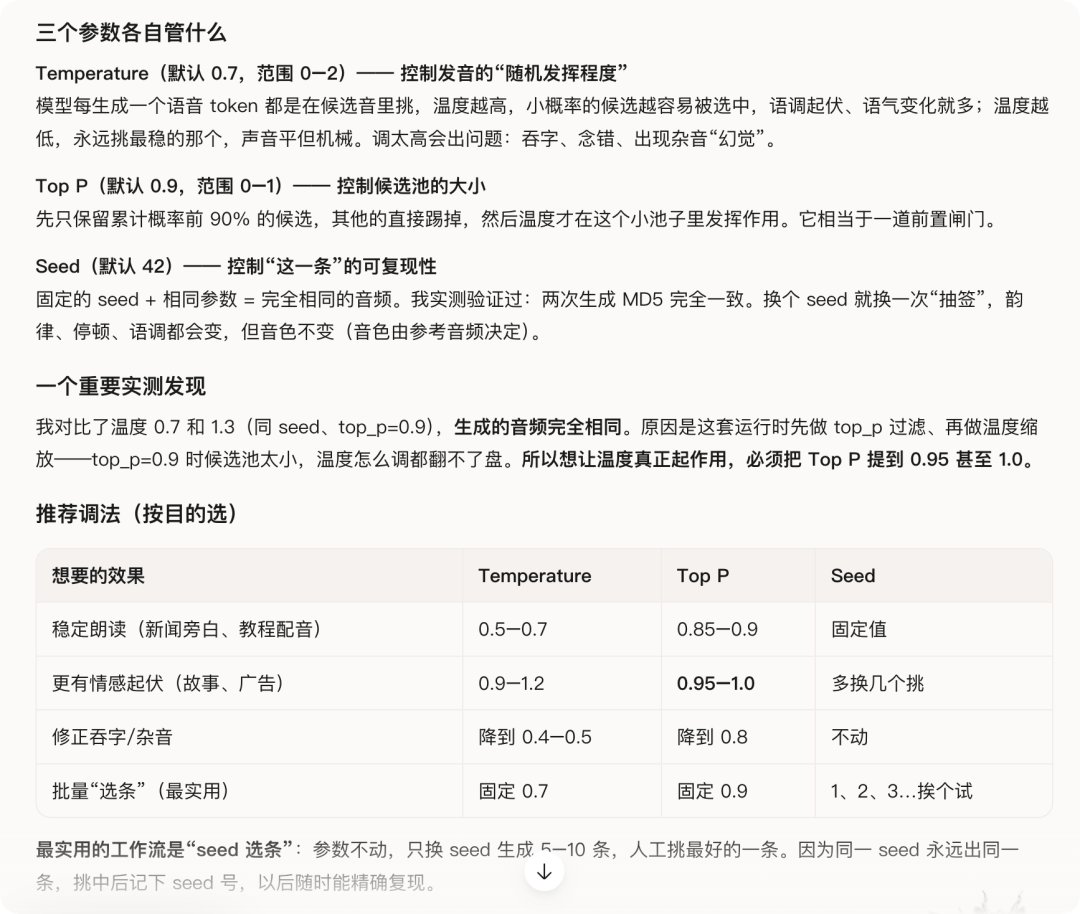 三个参数各自管什么
Temperature（默认 0.7，范围 0—2）—— 控制发音的“随机发挥程度”
模型每生成一个语音 token 都是在候选音里挑，温度越高，小概率的候选越容易被选中，语调起伏、语气变化就多；温度越
低，永远挑最稳的那个，声音平但机械。调太高会出问题：吞字、念错、出现杂音“幻觉”。
Top P（默认 0.9，范围 0—1）—— 控制候选池的大小
先只保留累计概率前 90% 的候选，其他的直接踢掉，然后温度才在这个小池子里发挥作用。它相当于一道前置闸门。
Seed（默认 42）—— 控制“这一条”的可复现性
固定的 seed + 相同参数 = 完全相同的音频。我实测验证过：两次生成 MD5 完全一致。换个 seed 就换一次“抽签”，韵
律、停顿、语调都会变，但音色不变（音色由参考音频决定）。
一个重要实测发现
我对比了温度 0.7 和 1.3（同 seed、top_p=0.9），生成的音频完全相同。原因是这套运行时先做 top_p 过滤、再做温度缩
放——top_p=0.9 时候选池太小，温度怎么调都翻不了盘。所以想让温度真正起作用，必须把 Top P 提到 0.95 甚至 1.0。
推荐调法（按目的选）
想要的效果 Temperature Top P Seed
稳定朗读（新闻旁白、教程配音） 0.5—0.7 0.85—0.9 固定值
更有情感起伏（故事、广告） 0.9—1.2 0.95—1.0 多换几个挑
修正吞字/杂音 降到 0.4—0.5 降到 0.8 不动
批量“选条”（最实用） 固定 0.7 固定 0.9 1、2、3...挨个试
最实用的工作流是“seed 选条”：参数不动，只换 seed 生成 5—10 条，人工挑最好的一条。因为同一 seed 永远出同一
条，挑中后记下 seed 号，以后随时能精确复现。